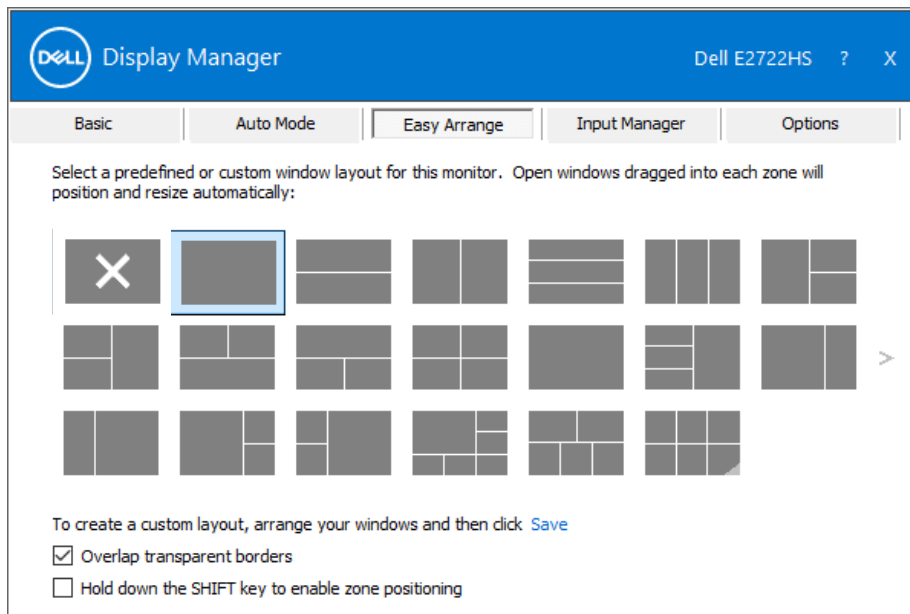 DELL Display Manager Dell E2722HS ? X
Basic Auto Mode Easy Arrange Input Manager Options
Select a predefined or custom window layout for this monitor. Open windows dragged into each zone will
position and resize automatically:
>
To create a custom layout, arrange your windows and then click Save
Overlap transparent borders
Hold down the SHIFT key to enable zone positioning